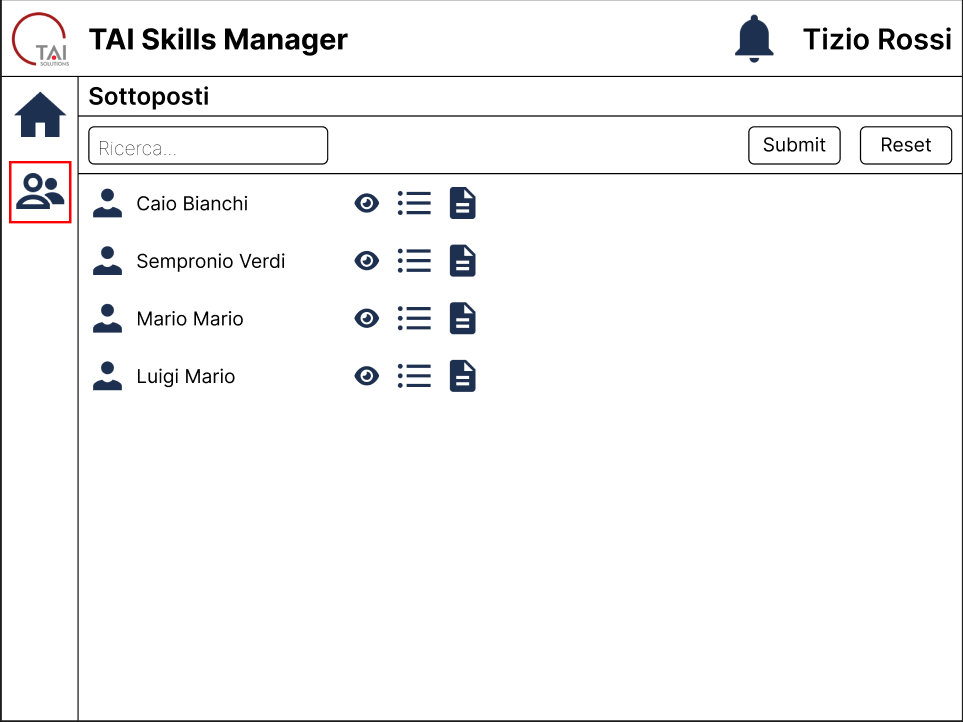 TAI
SOLUTIONS
TAI Skills Manager
Tizio Rossi
Sottoposti
Ricerca...
Submit
Reset
Caio Bianchi
Sempronio Verdi
Mario Mario
Luigi Mario